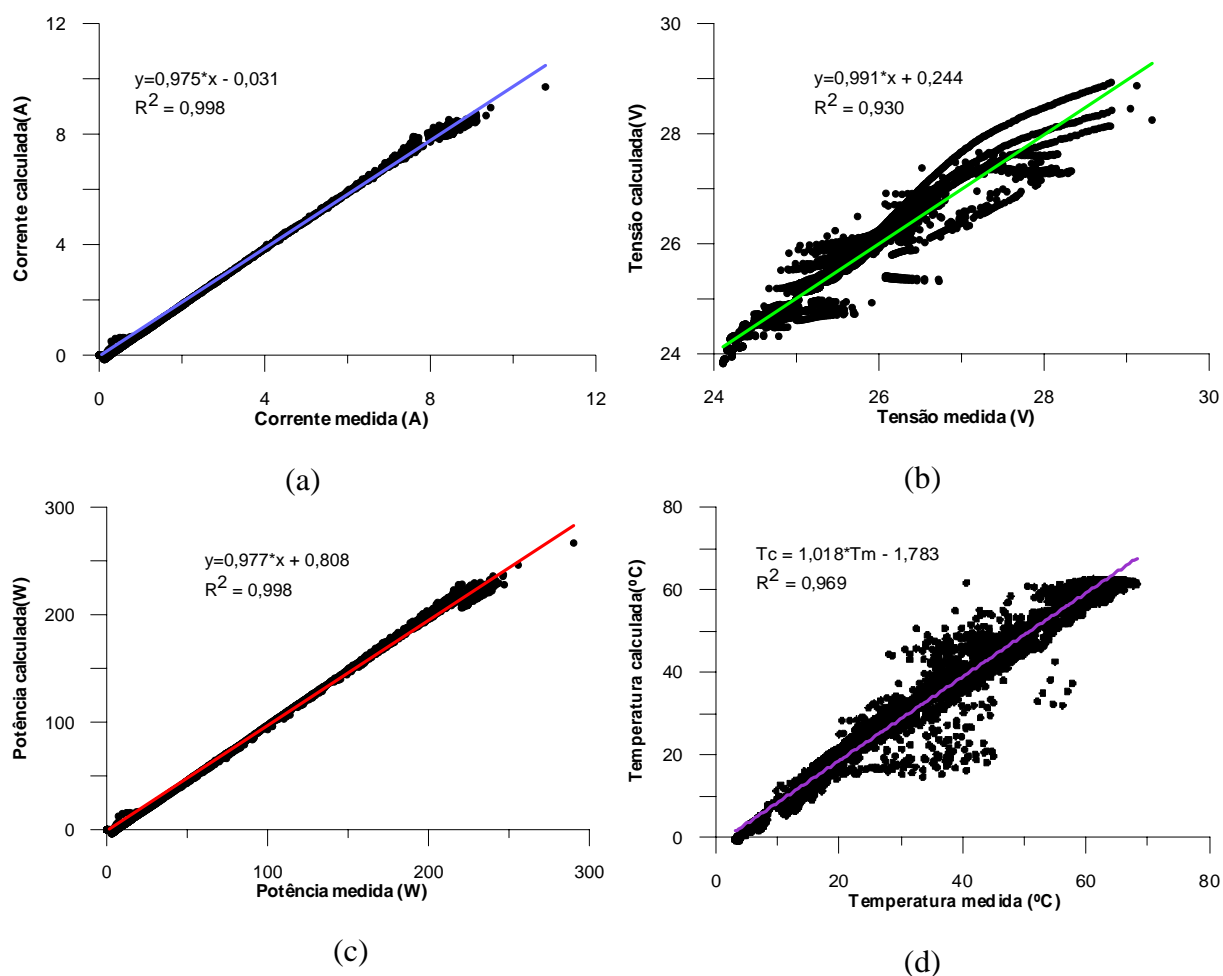 12
8
4
0
Corrente calculada(A)
y=0,975*x - 0,031
R2 = 0,998
0 4 8 12
Corrente medida (A)
(a)
30
28
26
24
Tensão calculada(V)
y=0,991*x + 0,244
R2 = 0,930
24 26 28 30
Tensão medida (V)
(b)
300
200
100
0
Potência calculada(W)
y=0,977*x + 0,808
R2 = 0,998
0 100 200 300
Potência medida (W)
(c)
80
60
40
20
0
Temperatura calculada(ºC)
Tc = 1,018*Tm - 1,783
R2 = 0,969
0 20 40 60 80
Temperatura medida (ºC)
(d)